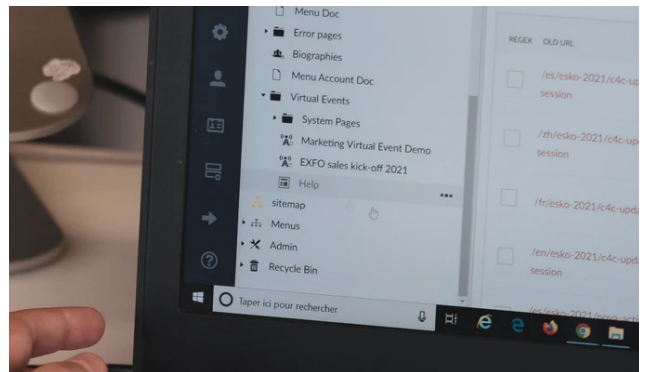 Menu Doc
Error pages
Biographies
Menu Account Doc
Virtual Events
System Pages
Marketing Virtual Event Demo
EXFO sales kick-off 2021
Help
sitemap
Menus
Admin
Recycle Bin
Taper ici pour rechercher
REGEX OLD URL
/es/esko-2021/c4c-up
session
/zh/esko-2021/c4c-up
session
/fr/esko-2021/c4c-upda
/en/esko-2021/c4c-upda
session